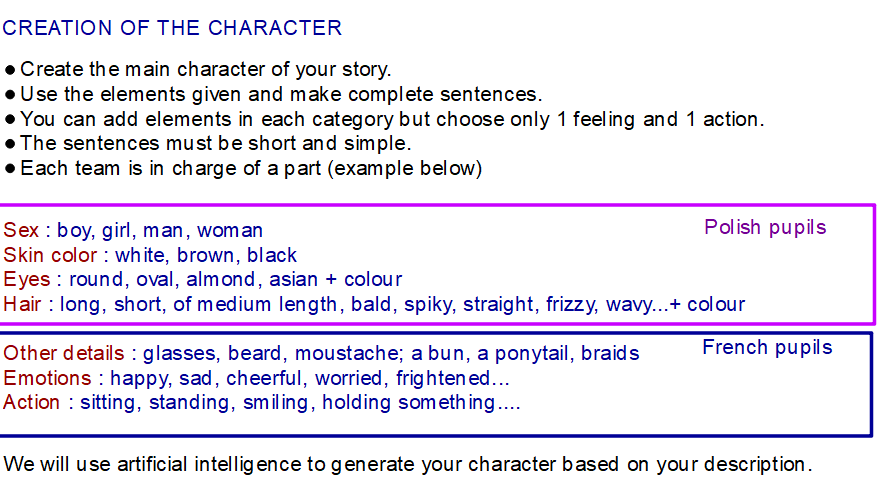 CREATION OF THE CHARACTER
● Create the main character of your story.
● Use the elements given and make complete sentences.
● You can add elements in each category but choose only 1 feeling and 1 action.
● The sentences must be short and simple.
● Each team is in charge of a part (example below)
Polish pupils
Sex : boy, girl, man, woman
Skin color : white, brown, black
Eyes : round, oval, almond, asian + colour
Hair : long, short, of medium length, bald, spiky, straight, frizzy, wavy...+ colour
French pupils
Other details : glasses, beard, moustache; a bun, a ponytail, braids
Emotions : happy, sad, cheerful, worried, frightened...
Action : sitting, standing, smiling, holding something....
We will use artificial intelligence to generate your character based on your description.